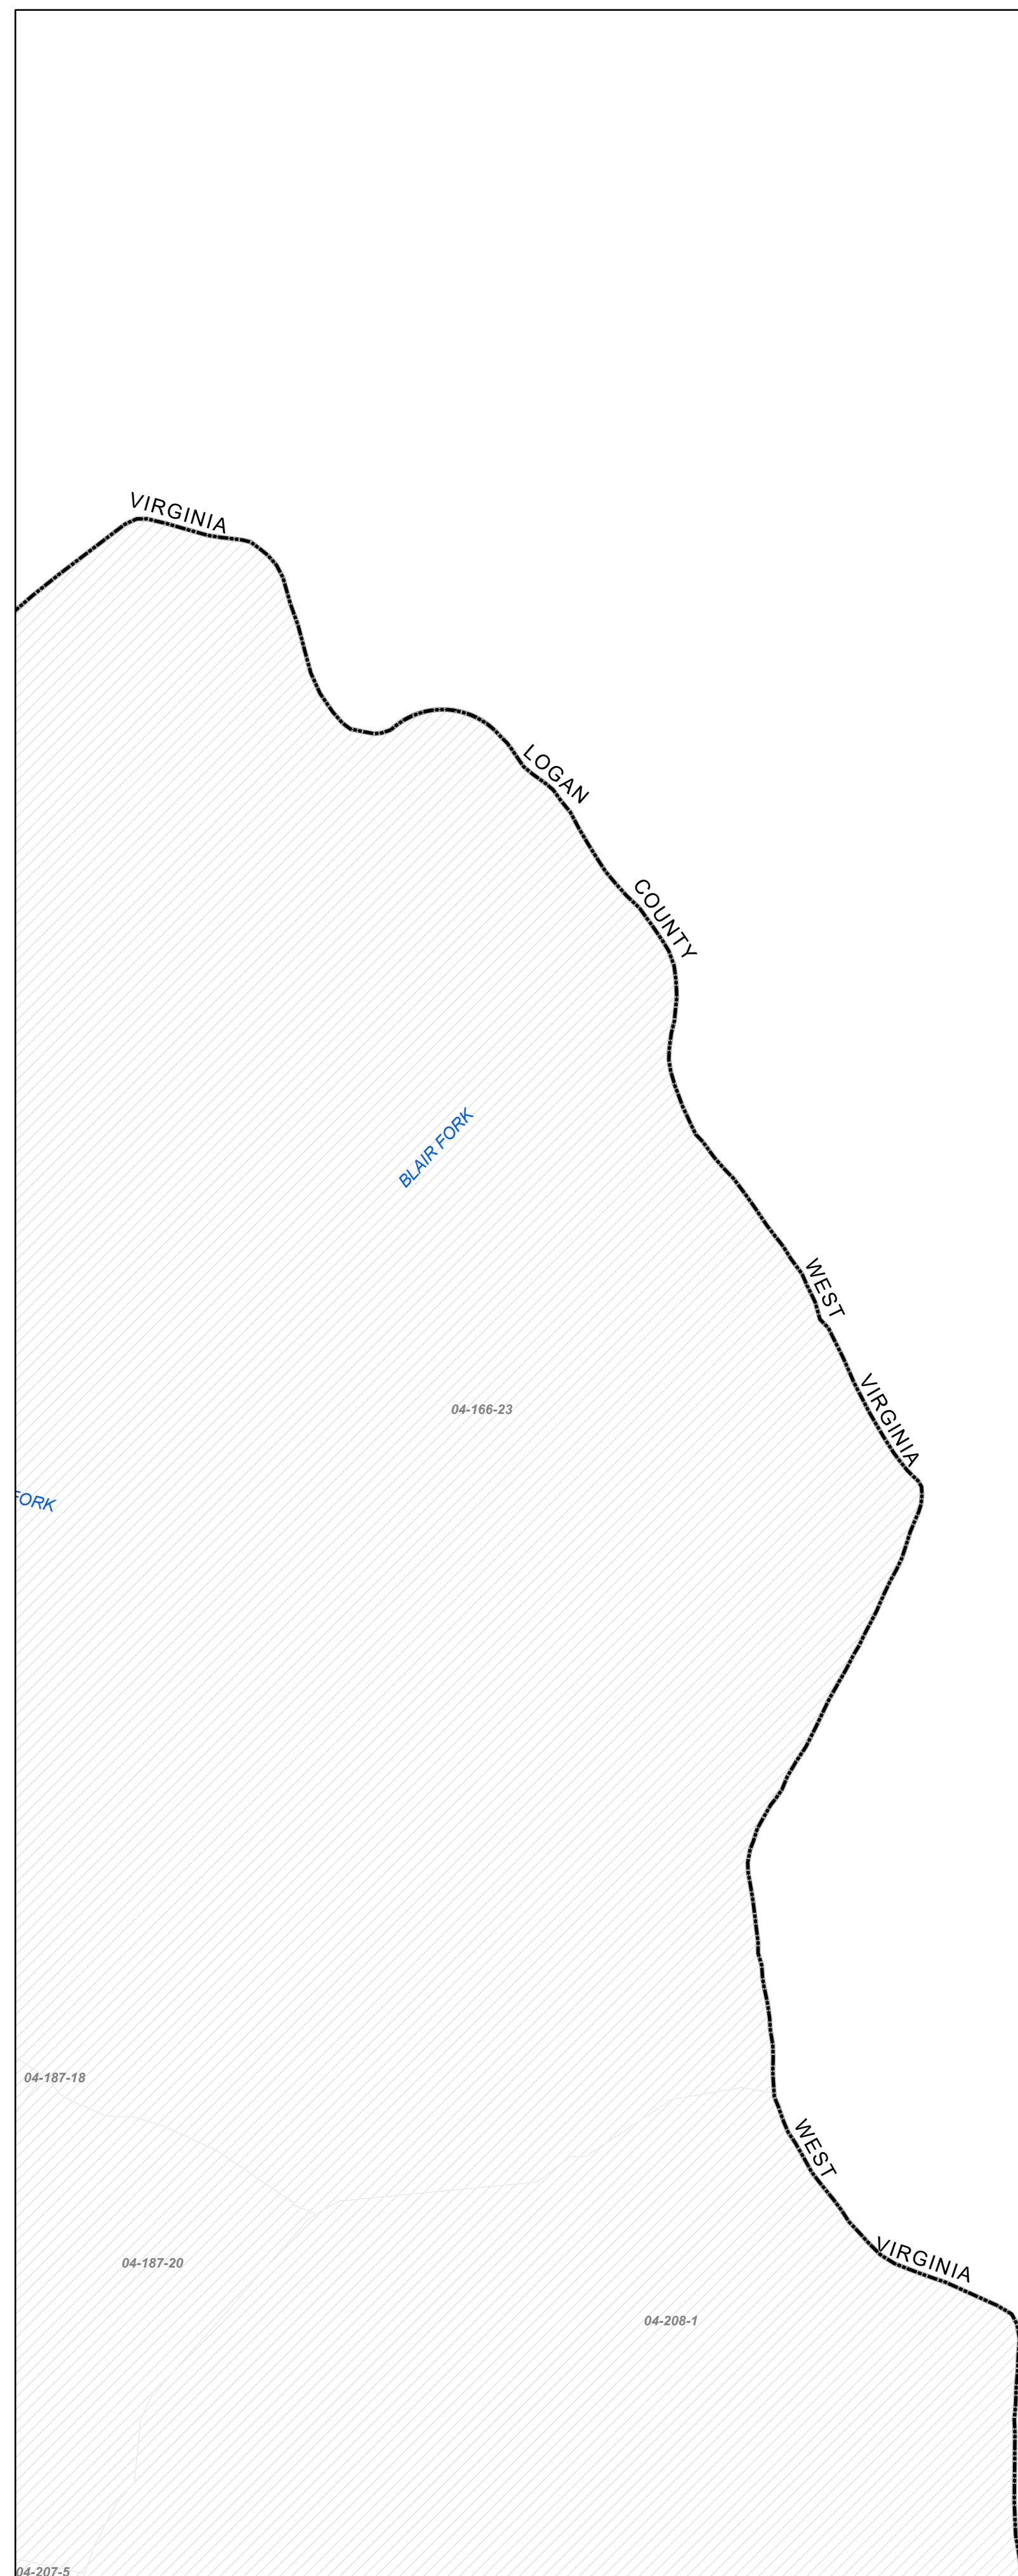 VIRGINIA
LOGAN
COUNTY
BLAIR FORK
WEST
VIRGINIA
04-166-23
FORK
04-187-18
WEST
VIRGINIA
04-187-20
04-208-1
04-207-5